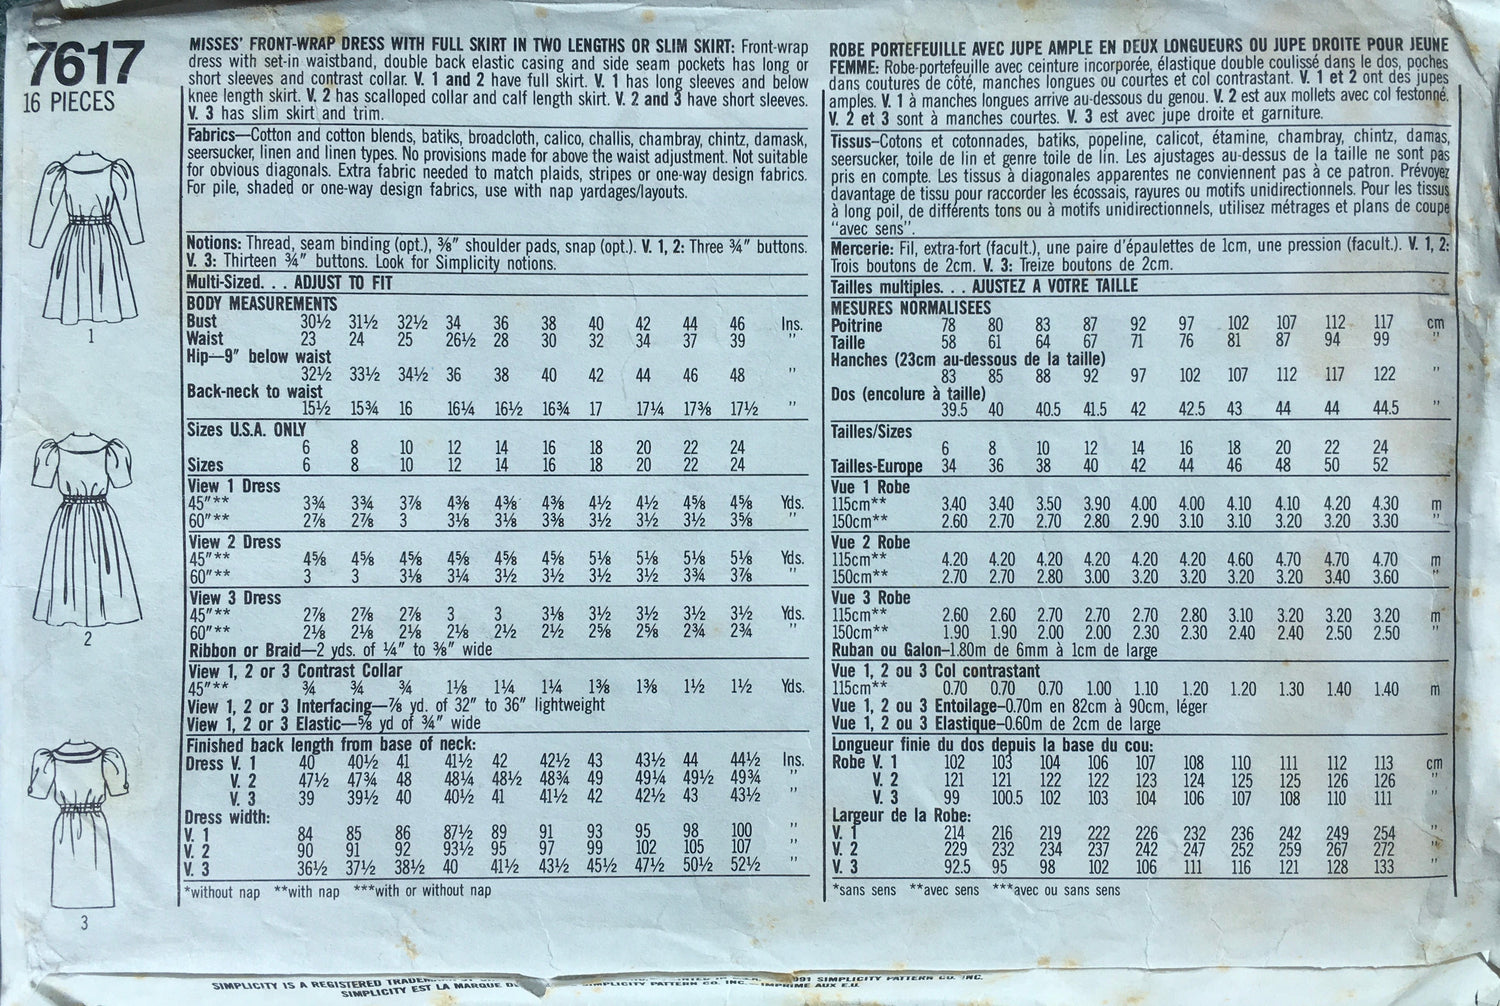 7617
16 PIECES
1
2
3
MISSES' FRONT-WRAP DRESS WITH FULL SKIRT IN TWO LENGTHS OR SLIM SKIRT: Front-wrap
dress with set-in waistband, double back elastic casing and side seam pockets has long or
short sleeves and contrast collar. V. 1 and 2 have full skirt. V. 1 has long sleeves and below
knee length skirt. V. 2 has scalloped collar and calf length skirt. V. 2 and 3 have short sleeves.
V. 3 has slim skirt and trim.
Fabrics—Cotton and cotton blends, batiks, broadcloth, calico, challis, chambray, chintz, damask,
seersucker, linen and linen types. No provisions made for above the waist adjustment. Not suitable
for obvious diagonals. Extra fabric needed to match plaids, stripes or one-way design fabrics.
For pile, shaded or one-way design fabrics, use with nap yardages/layouts.
Notions: Thread, seam binding (opt.), ⅜" shoulder pads, snap (opt.). V. 1, 2: Three ¾" buttons.
V. 3: Thirteen ¾" buttons. Look for Simplicity notions.
Multi-Sized. . . ADJUST TO FIT
BODY MEASUREMENTS
Bust 30½ 31½ 32½ 34 36 38 40 42 44 46 Ins.
Waist 23 24 25 26½ 28 30 32 34 37 39 "
Hip—9" below waist
32½ 33½ 34½ 36 38 40 42 44 46 48 "
Back-neck to waist
15½ 15¾ 16 16¼ 16½ 16¾ 17 17¼ 17⅜ 17½ "
Sizes U.S.A. ONLY
6 8 10 12 14 16 18 20 22 24
Sizes 6 8 10 12 14 16 18 20 22 24
View 1 Dress
45"** 3¾ 3¾ 3⅞ 4⅜ 4⅜ 4⅜ 4½ 4½ 4⅝ 4⅝ Yds.
60"** 2⅞ 2⅞ 3 3⅛ 3⅛ 3⅜ 3½ 3½ 3½ 3⅝ "
View 2 Dress
45"** 4⅝ 4⅝ 4⅝ 4⅝ 4⅝ 4⅝ 5⅛ 5⅛ 5⅛ 5⅛ Yds.
60"** 3 3 3⅛ 3¼ 3½ 3½ 3½ 3½ 3¾ 3⅞ "
View 3 Dress
45"** 2⅞ 2⅞ 2⅞ 3 3 3⅛ 3½ 3½ 3½ 3½ Yds.
60"** 2⅛ 2⅛ 2⅛ 2⅛ 2½ 2½ 2⅝ 2⅝ 2¾ 2¾ "
Ribbon or Braid—2 yds. of ¼" to ⅜" wide
View 1, 2 or 3 Contrast Collar
45"** ¾ ¾ ¾ 1⅛ 1¼ 1¼ 1⅜ 1⅜ 1½ 1½ Yds.
View 1, 2 or 3 Interfacing—⅞ yd. of 32" to 36" lightweight
View 1, 2 or 3 Elastic—⅝ yd of ¾" wide
Finished back length from base of neck:
Dress V. 1 40 40½ 41 41½ 42 42½ 43 43½ 44 44½ Ins.
V. 2 47½ 47¾ 48 48¼ 48½ 48¾ 49 49¼ 49½ 49¾ "
V. 3 39 39½ 40 40½ 41 41½ 42 42½ 43 43½ "
Dress width:
V. 1 84 85 86 87½ 89 91 93 95 98 100 "
V. 2 90 91 92 93½ 95 97 99 102 105 107 "
V. 3 36½ 37½ 38½ 40 41½ 43½ 45½ 47½ 50½ 52½ "
*without nap **with nap ***with or without nap
ROBE PORTEFEUILLE AVEC JUPE AMPLE EN DEUX LONGUEURS OU JUPE DROITE POUR JEUNE
FEMME: Robe-portefeuille avec ceinture incorporée, élastique double coulissé dans le dos, poches
dans coutures de côté, manches longues ou courtes et col contrastant. V. 1 et 2 ont des jupes
amples. V. 1 à manches longues arrive au-dessous du genou. V. 2 est aux mollets avec col festonné.
V. 2 et 3 sont à manches courtes. V. 3 est avec jupe droite et garniture.
Tissus—Cotons et cotonnades, batiks, popeline, calicot, étamine, chambray, chintz, damas,
seersucker, toile de lin et genre toile de lin. Les ajustages au-dessus de la taille ne sont pas
pris en compte. Les tissus à diagonales apparentes ne conviennent pas à ce patron. Prévoyez
davantage de tissu pour raccorder les écossais, rayures ou motifs unidirectionnels. Pour les tissus
à long poil, de différents tons ou à motifs unidirectionnels, utilisez métrages et plans de coupe
"avec sens".
Mercerie: Fil, extra-fort (facult.), une paire d'épaulettes de 1cm, une pression (facult.). V. 1, 2:
Trois boutons de 2cm. V. 3: Treize boutons de 2cm.
Tailles multiples. . . AJUSTEZ A VOTRE TAILLE
MESURES NORMALISEES
Poitrine 78 80 83 87 92 97 102 107 112 117 cm
Taille 58 61 64 67 71 76 81 87 94 99 "
Hanches (23cm au-dessous de la taille)
83 85 88 92 97 102 107 112 117 122 "
Dos (encolure à taille)
39.5 40 40.5 41.5 42 42.5 43 44 44 44.5 "
Tailles/Sizes
6 8 10 12 14 16 18 20 22 24
Tailles-Europe 34 36 38 40 42 44 46 48 50 52
Vue 1 Robe
115cm** 3.40 3.40 3.50 3.90 4.00 4.00 4.10 4.10 4.20 4.30 m
150cm** 2.60 2.70 2.70 2.80 2.90 3.10 3.10 3.20 3.20 3.30 "
Vue 2 Robe
115cm** 4.20 4.20 4.20 4.20 4.20 4.20 4.60 4.70 4.70 4.70 m
150cm** 2.70 2.70 2.80 3.00 3.20 3.20 3.20 3.20 3.40 3.60 "
Vue 3 Robe
115cm** 2.60 2.60 2.70 2.70 2.70 2.80 3.10 3.20 3.20 3.20 m
150cm** 1.90 1.90 2.00 2.00 2.30 2.30 2.40 2.40 2.50 2.50 "
Ruban ou Galon—1.80m de 6mm à 1cm de large
Vue 1, 2 ou 3 Col contrastant
115cm** 0.70 0.70 0.70 1.00 1.10 1.20 1.20 1.30 1.40 1.40 m
Vue 1, 2 ou 3 Entoilage—0.70m en 82cm à 90cm, léger
Vue 1, 2 ou 3 Elastique—0.60m de 2cm de large
Longueur finie du dos depuis la base du cou:
Robe V. 1 102 103 104 106 107 108 110 111 112 113 cm
V. 2 121 121 122 122 123 124 125 125 126 126 "
V. 3 99 100.5 102 103 104 106 107 108 110 111 "
Largeur de la Robe:
V. 1 214 216 219 222 226 232 236 242 249 254 "
V. 2 229 232 234 237 242 247 252 259 267 272 "
V. 3 92.5 95 98 102 106 111 116 121 128 133 "
*sans sens **avec sens ***avec ou sans sens
SIMPLICITY IS A REGISTERED 991 SIMPLICITY PATTERN CO. INC.
SIMPLICITY EST LA MARQUE SIMPLICITY PATTERN CO. INC.—IMPRIME AUX E.U.